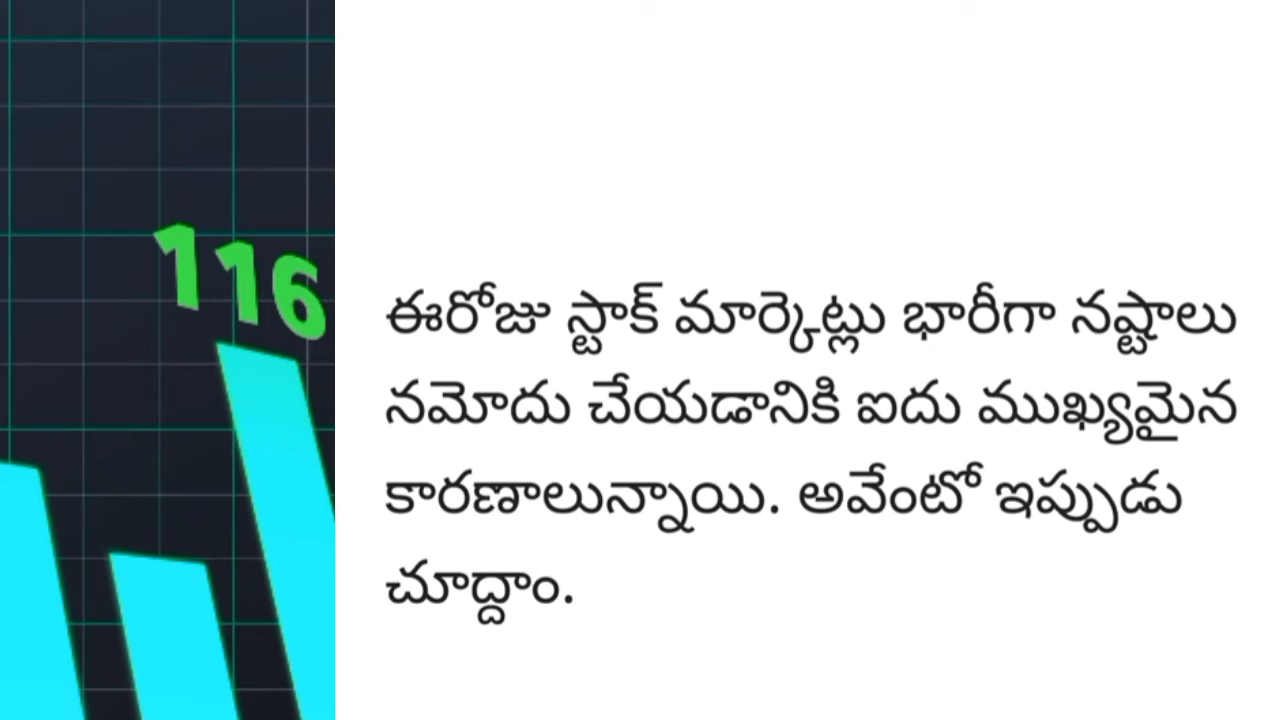 116
ఈరోజు స్టాక్ మార్కెట్లు భారీగా నష్టాలు
నమోదు చేయడానికి ఐదు ముఖ్యమైన
కారణాలున్నాయి. అవేంటో ఇప్పుడు
చూద్దాం.